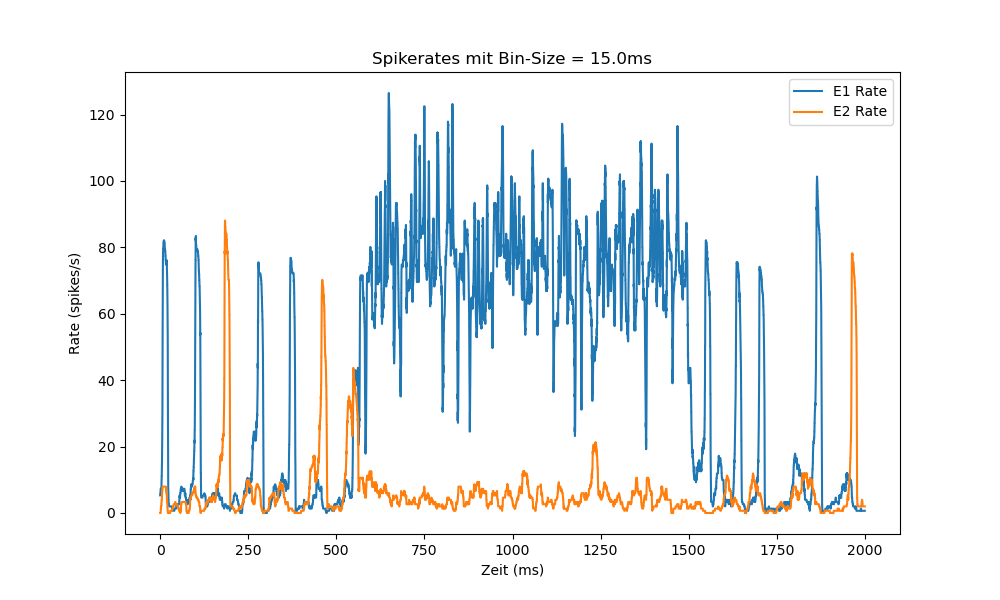 Spikerates mit Bin-Size = 15.0ms
E1 Rate
E2 Rate
120
100
80
60
40
20
0
Rate (spikes/s)
0 250 500 750 1000 1250 1500 1750 2000
Zeit (ms)